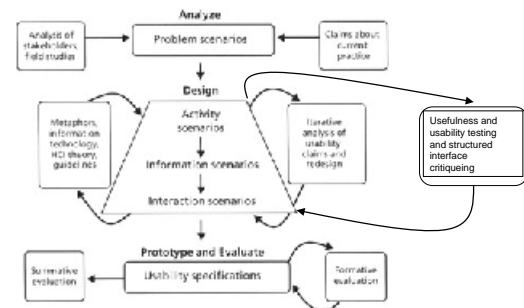 Analyze
Analysis of
stakeholders,
field studies
Problem scenarios
Claims about
current
practice
Design
Metaphors,
information
technology,
HCI theory,
guidelines
Activity
scenarios
Information scenarios
Interaction scenarios
Iterative
analysis of
usability
claims and
redesign
Usefulness and
usability testing
and structured
interface
critiqueing
Prototype and Evaluate
Summative
evaluation
Usability specifications
Formative
evaluation